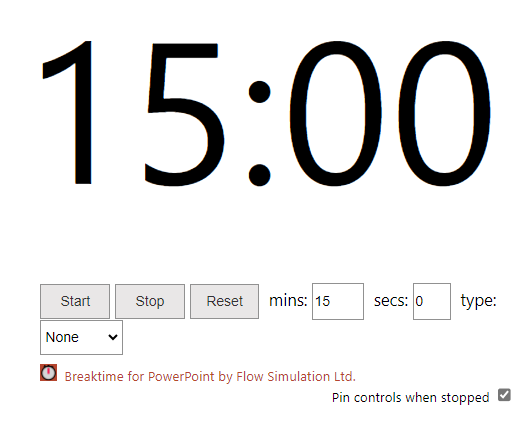 15:00
Start Stop Reset mins: 15 secs: 0 type:
None
Breaktime for PowerPoint by Flow Simulation Ltd.
Pin controls when stopped